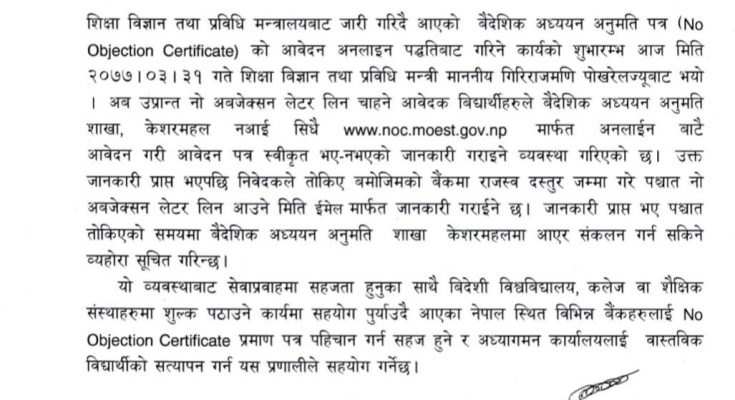 शिक्षा विज्ञान तथा प्रविधि मन्त्रालयबाट जारी गरिदै आएको बैदेशिक अध्ययन अनुमति पत्र (No
Objection Certificate) को आवेदन अनलाइन पद्धतिबाट गरिने कार्यको शुभारम्भ आज मिति
२०७७।०३।३१ गते शिक्षा विज्ञान तथा प्रविधि मन्त्री माननीय गिरिराजमणि पोखरेलज्यूबाट भयो
। अब उप्रान्त नो अबजेक्सन लेटर लिन चाहने आवेदक विद्यार्थीहरुले बैदेशिक अध्ययन अनुमति
शाखा, केशरमहल नआई सिधै www.noc.moest.gov.np मार्फत अनलाईन बाटै
आवेदन गरी आवेदन पत्र स्वीकृत भए-नभएको जानकारी गराइने व्यवस्था गरिएको छ। उक्त
जानकारी प्राप्त भएपछि निवेदकले तोकिए बमोजिमको बैंकमा राजस्व दस्तुर जम्मा गरे पश्चात नो
अबजेक्सन लेटर लिन आउने मिति ईमेल मार्फत जानकारी गराईने छ। जानकारी प्राप्त भए पश्चात
तोकिएको समयमा बैदेशिक अध्ययन अनुमति शाखा केशरमहलमा आएर संकलन गर्न सकिने
व्यहोरा सूचित गरिन्छ।
यो व्यवस्थाबाट सेवाप्रवाहमा सहजता हुनुका साथै विदेशी विश्वबिद्यालय, कलेज वा शैक्षिक
संस्थाहरुमा शुल्क पठाउने कार्यमा सहयोग पुर्याउदै आएका नेपाल स्थित विभिन्न बैंकहरुलाई No
Objection Certificate प्रमाण पत्र पहिचान गर्न सहज हुने र अध्यागमन कार्यालयलाई वास्तविक
विद्यार्थीको सत्यापन गर्न यस प्रणालीले सहयोग गर्नेछ।